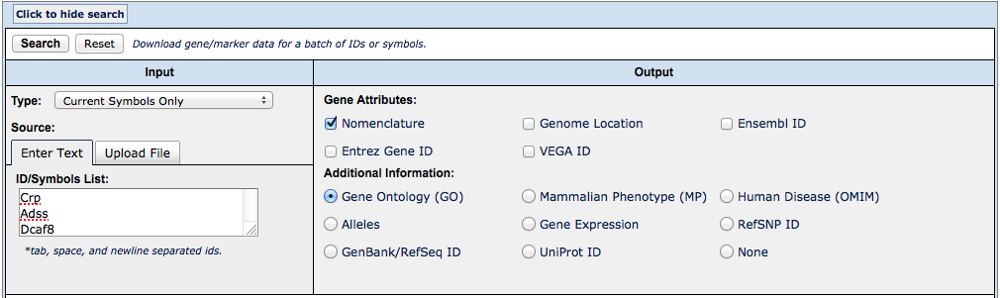 Click to hide search
Search Reset Download gene/marker data for a batch of IDs or symbols.
Input Output
Type: Current Symbols Only
Source:
Enter Text Upload File
ID/Symbols List:
Crp
Adss
Dcaf8
*tab, space, and newline separated ids.
Gene Attributes:
Nomenclature Genome Location Ensembl ID
Entrez Gene ID VEGA ID
Additional Information:
Gene Ontology (GO) Mammalian Phenotype (MP) Human Disease (OMIM)
Alleles Gene Expression RefSNP ID
GenBank/RefSeq ID UniProt ID None